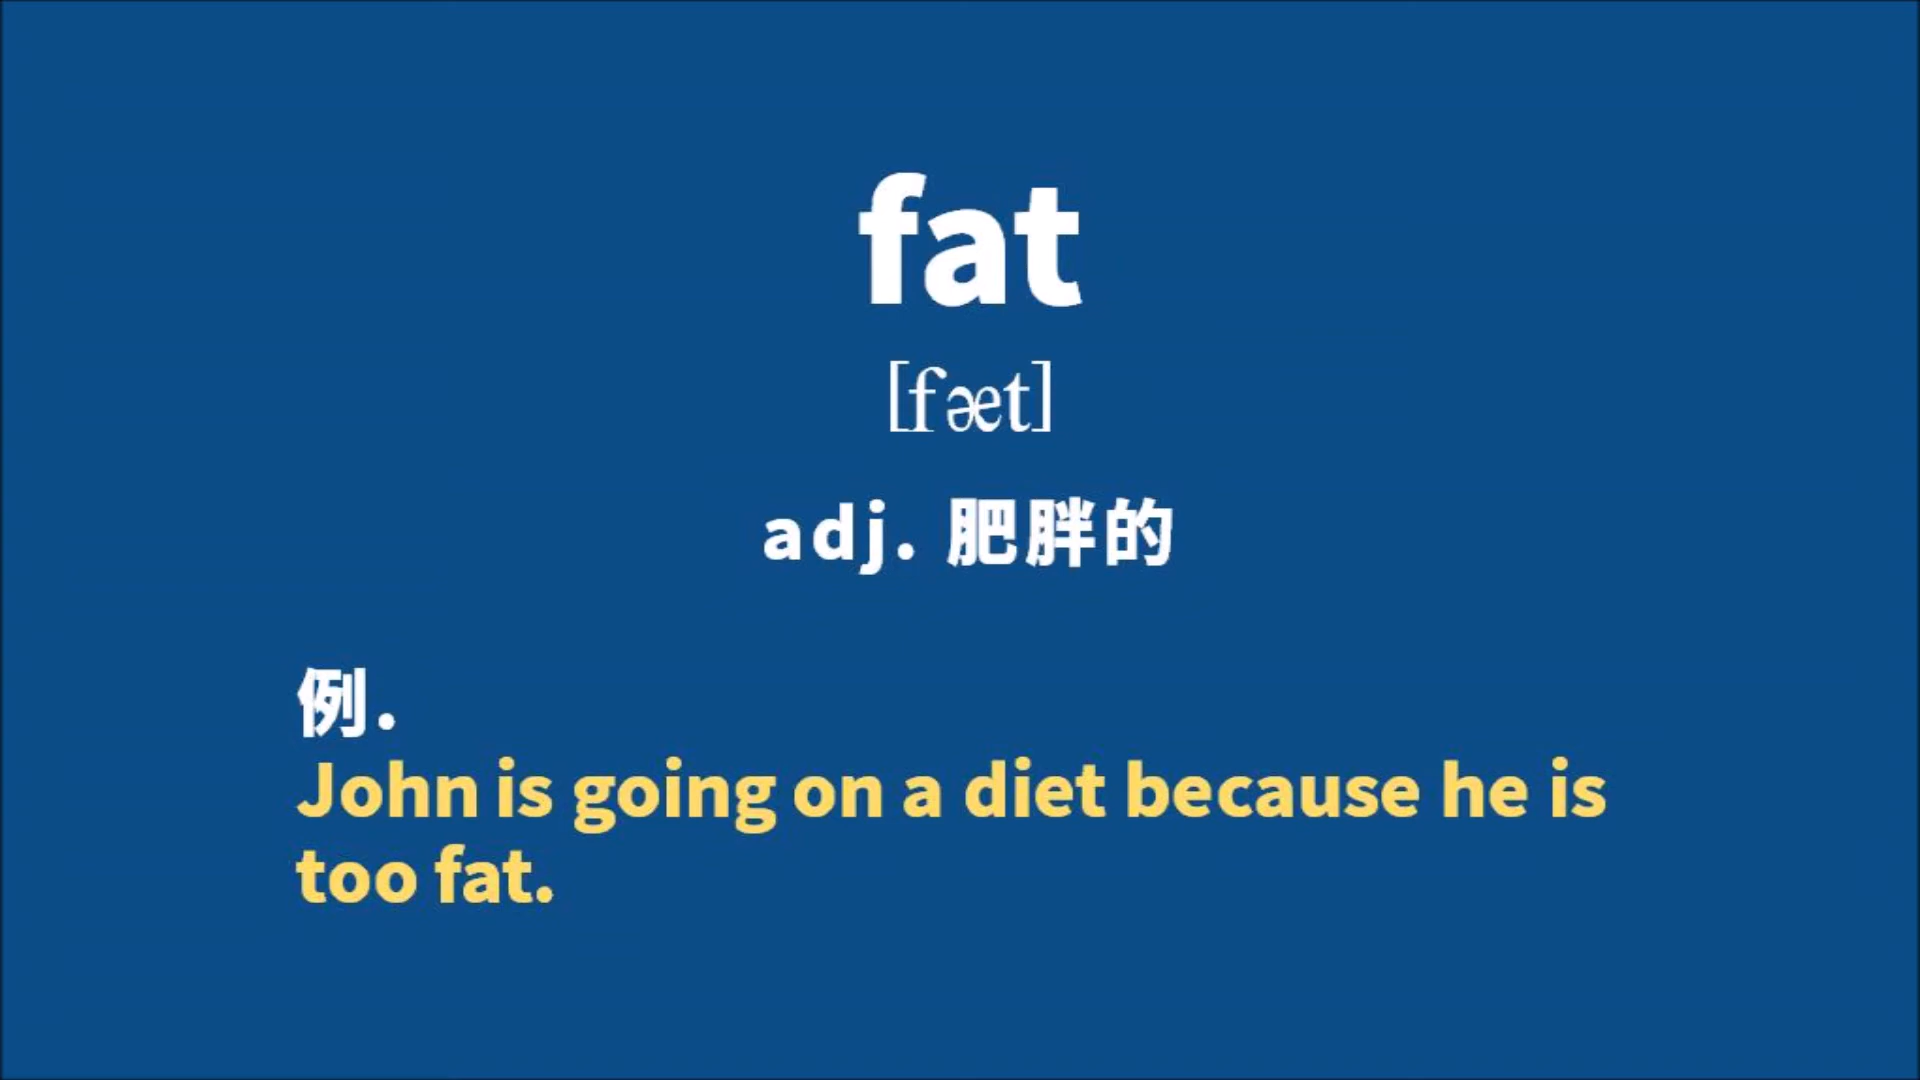 fat
[fæt]
adj. 肥胖的
例.
John is going on a diet because he is
too fat.